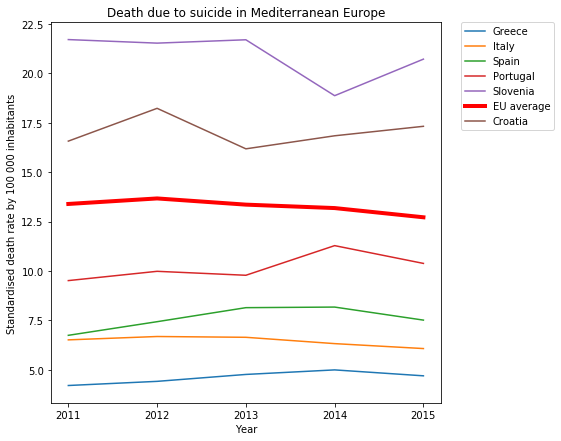 Death due to suicide in Mediterranean Europe
Standardised death rate by 100 000 inhabitants
22.5
20.0
17.5
15.0
12.5
10.0
7.5
5.0
2011
2012
2013
2014
2015
Year
Greece
Italy
Spain
Portugal
Slovenia
EU average
Croatia